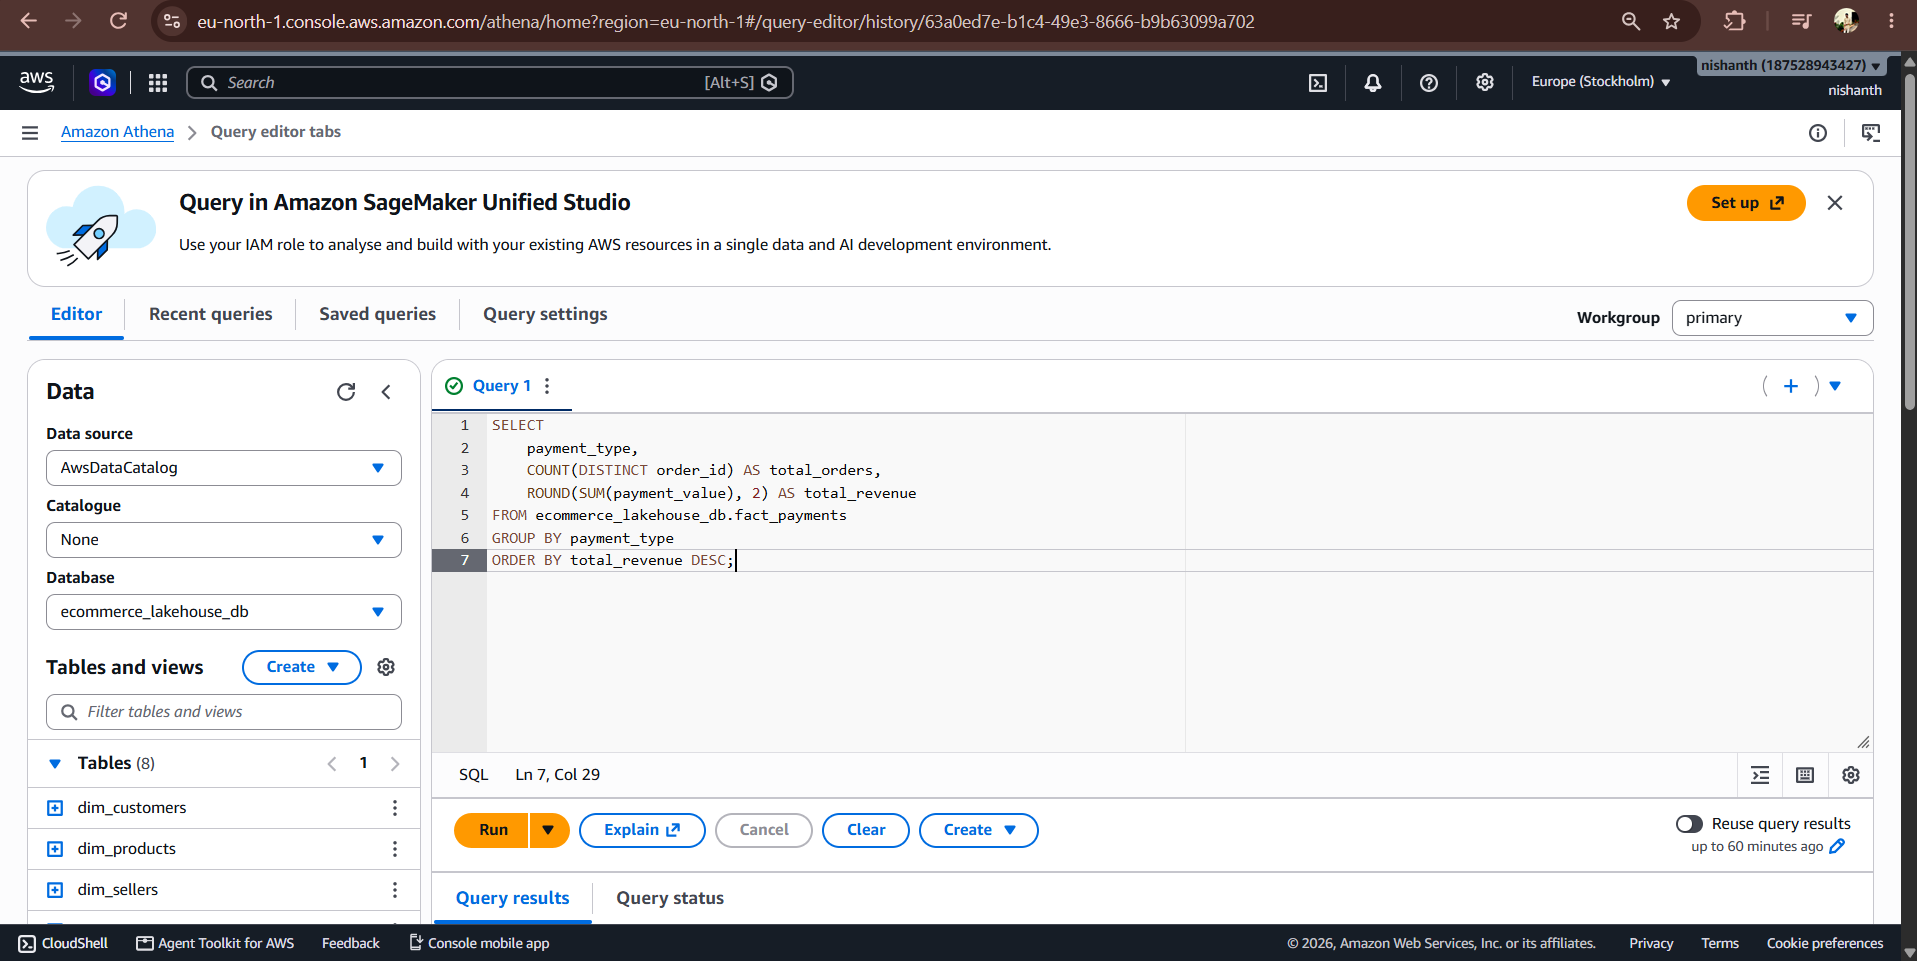 eu-north-1.console.aws.amazon.com/athena/home?region=eu-north-1#/query-editor/history/63a0ed7e-b1c4-49e3-8666-b9b63099a702
aws
Search
[Alt+S]
Europe (Stockholm)
nishanth (187528943427)
nishanth
Amazon Athena
Query editor tabs
Query in Amazon SageMaker Unified Studio
Use your IAM role to analyse and build with your existing AWS resources in a single data and AI development environment.
Set up
Editor
Recent queries
Saved queries
Query settings
Workgroup
primary
Data
Data source
AwsDataCatalog
Catalogue
None
Database
ecommerce_lakehouse_db
Tables and views
Create
Filter tables and views
Tables (8)
1
dim_customers
dim_products
dim_sellers
Query 1
1 SELECT
2 payment_type,
3 COUNT(DISTINCT order_id) AS total_orders,
4 ROUND(SUM(payment_value), 2) AS total_revenue
5 FROM ecommerce_lakehouse_db.fact_payments
6 GROUP BY payment_type
7 ORDER BY total_revenue DESC;
SQL
Ln 7, Col 29
Run
Explain
Cancel
Clear
Create
Reuse query results
up to 60 minutes ago
Query results
Query status
CloudShell
Agent Toolkit for AWS
Feedback
Console mobile app
© 2026, Amazon Web Services, Inc. or its affiliates.
Privacy
Terms
Cookie preferences